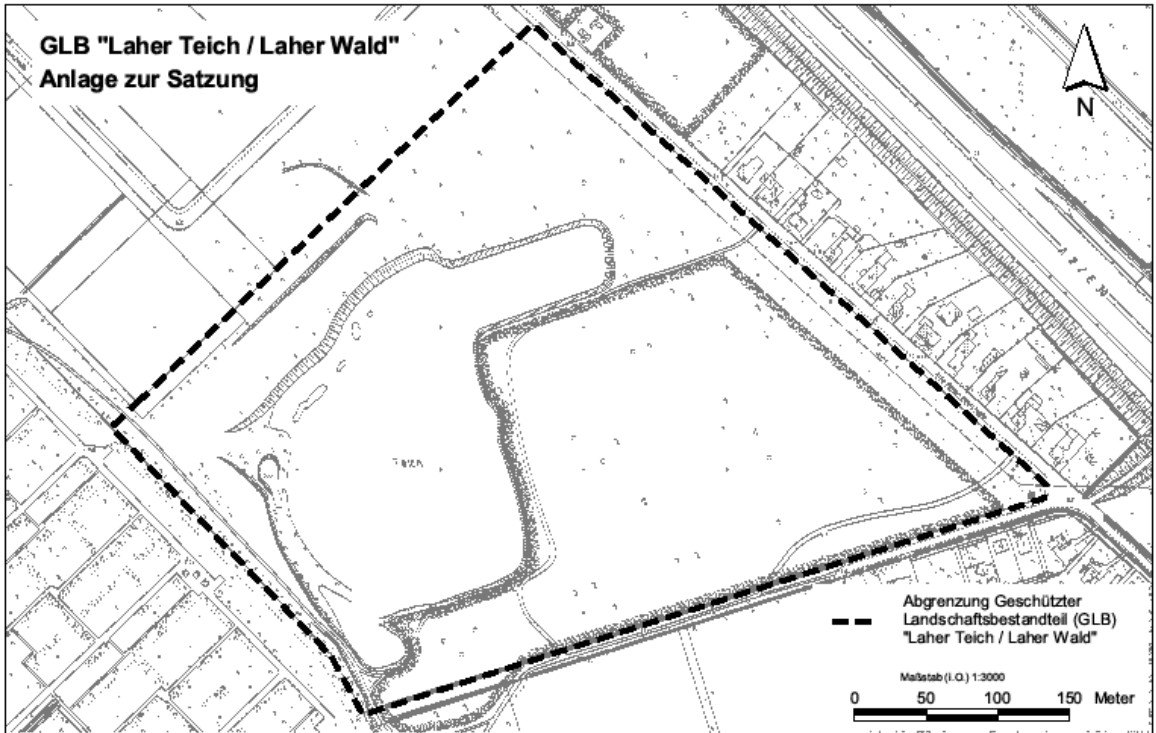 GLB "Laher Teich / Laher Wald"
Anlage zur Satzung
N
Teich
Abgrenzung Geschützter
Landschaftsbestandteil (GLB)
"Laher Teich / Laher Wald"
Maßstab (i.O.) 1:3000
0 50 100 150 Meter